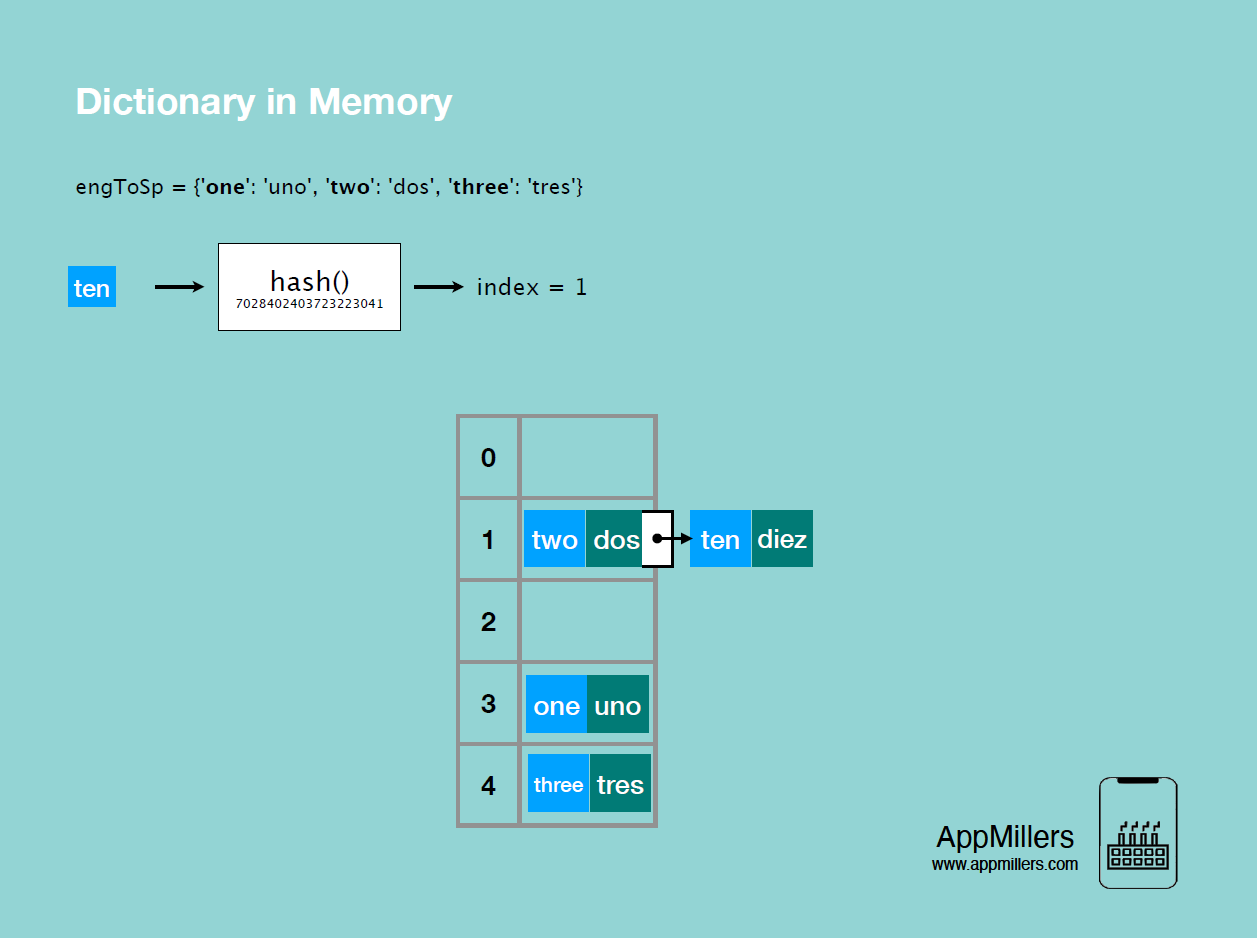 Dictionary in Memory
engToSp = {'one': 'uno', 'two': 'dos', 'three': 'tres'}
ten hash() index = 1
7028402403723223041
0
1 two dos ten diez
2
3 one uno
4 three tres
AppMillers
www.appmillers.com